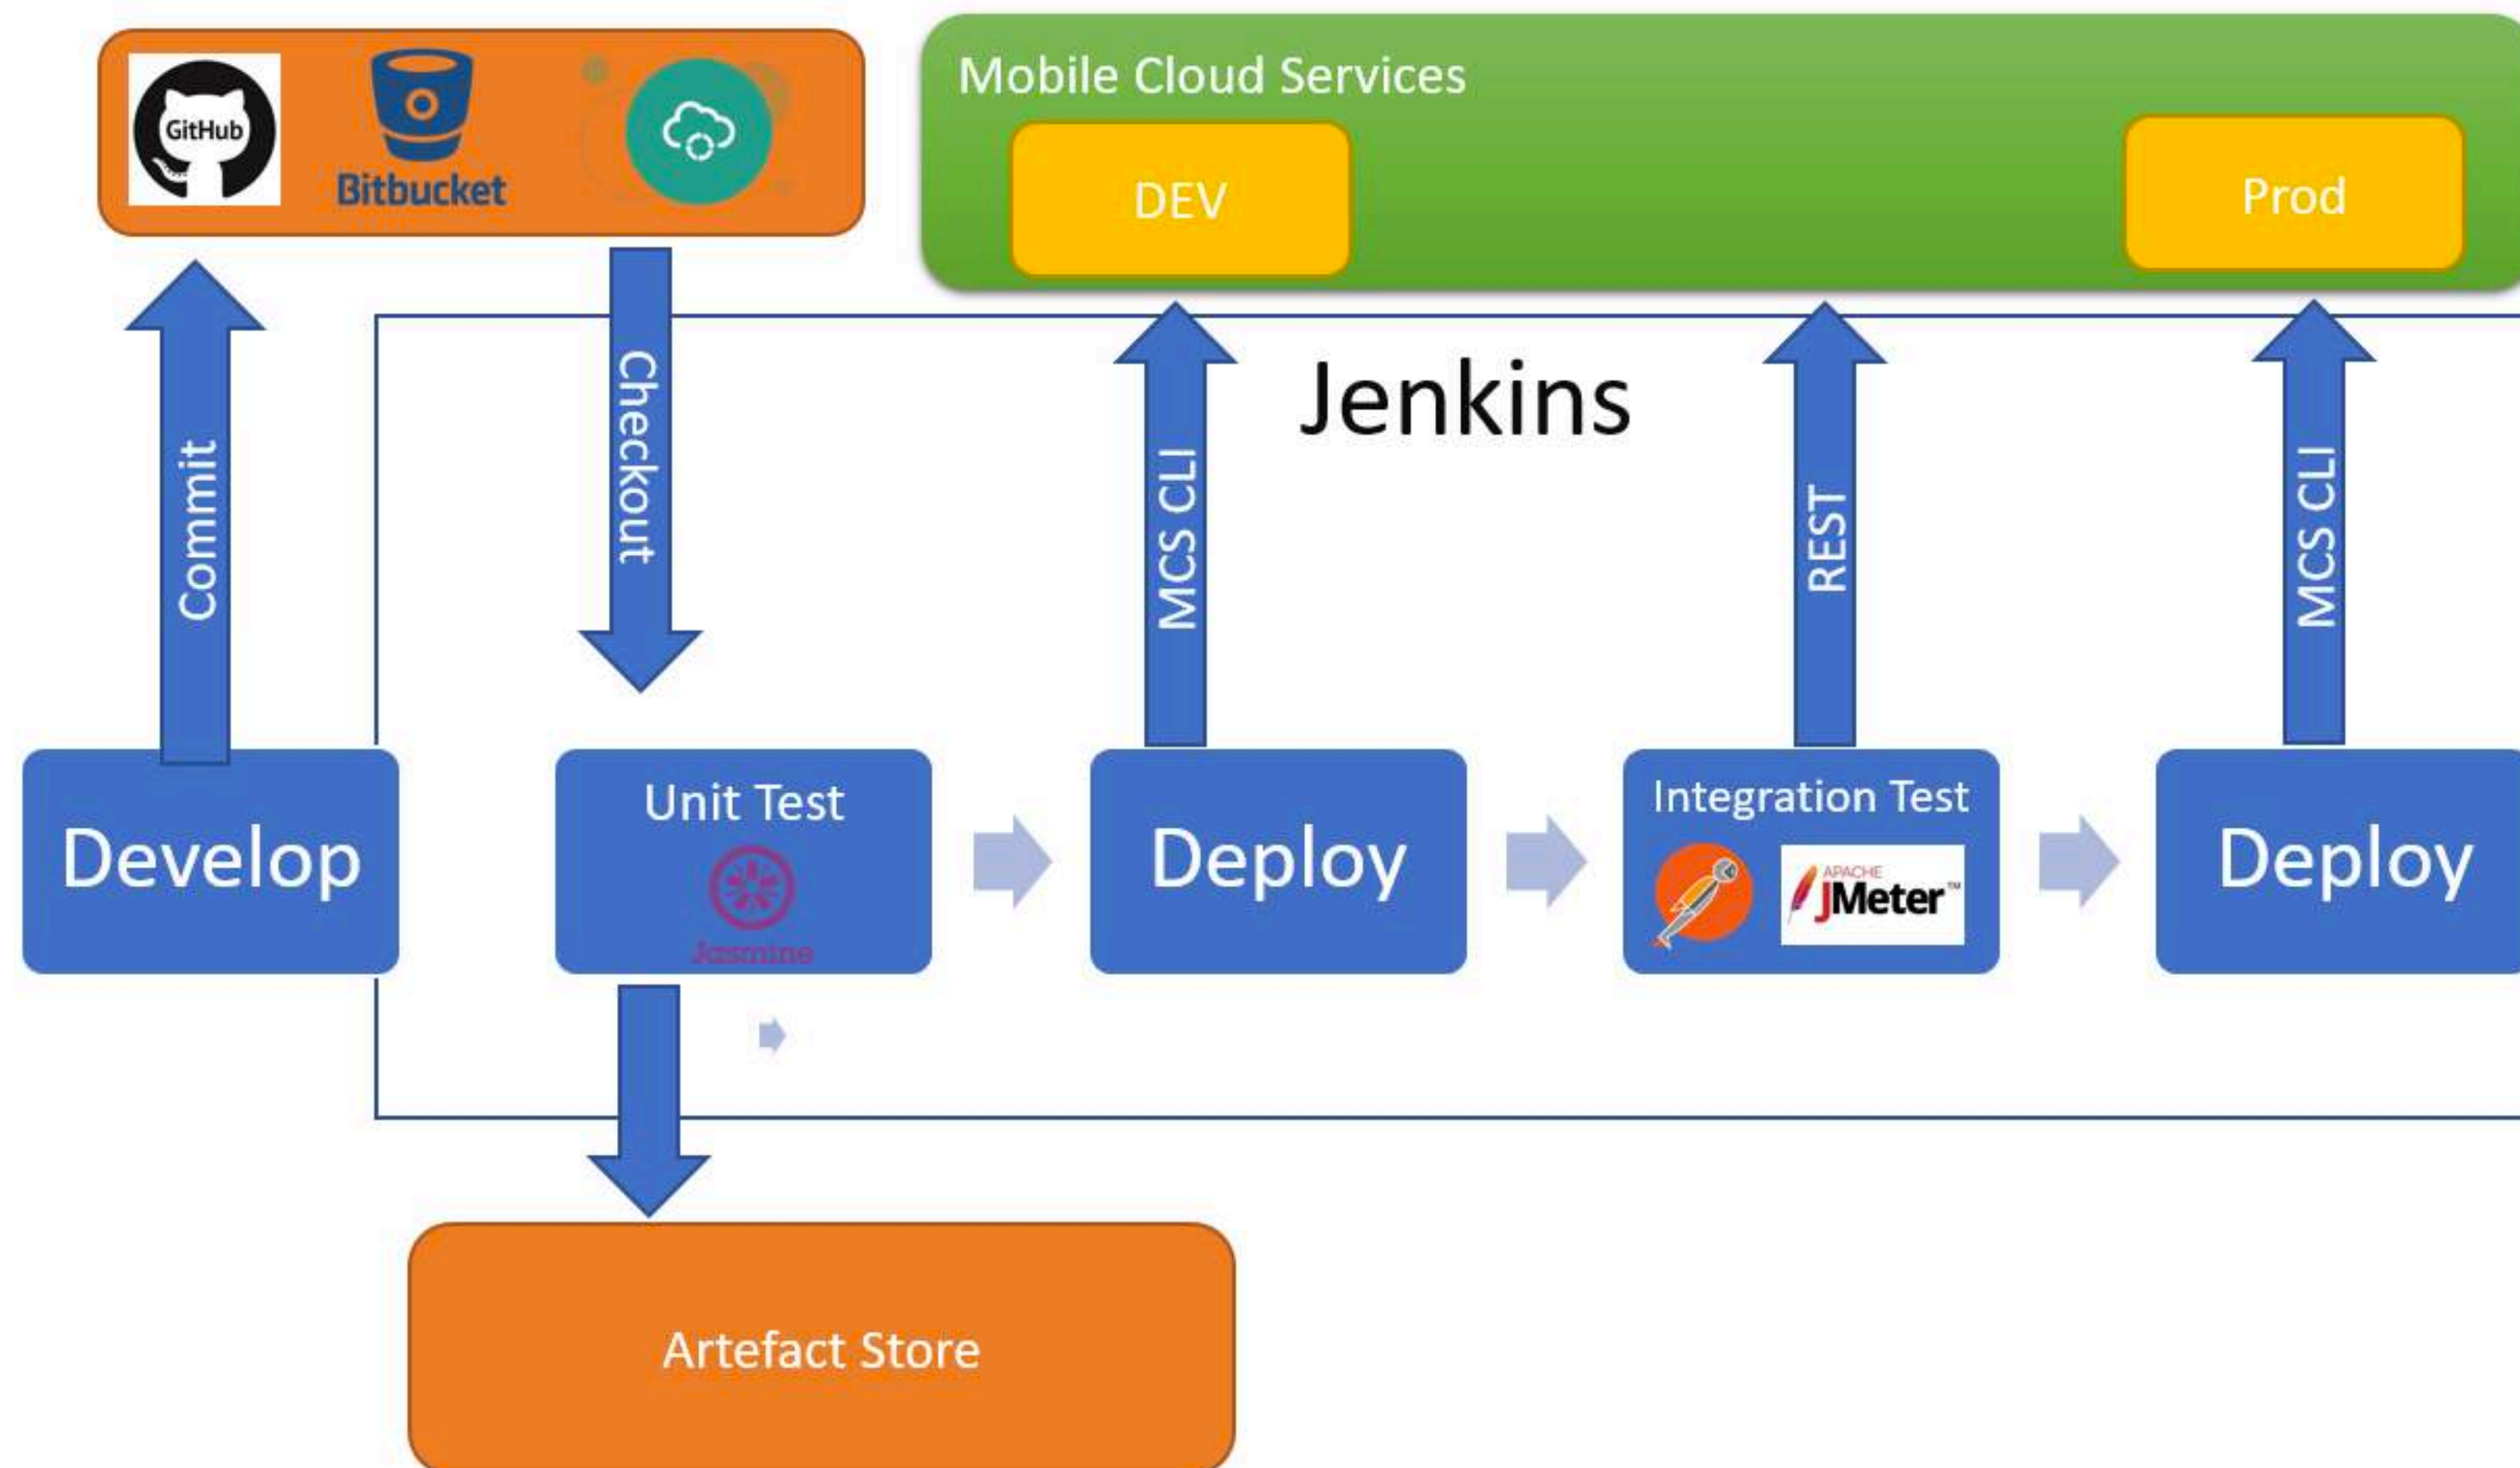 GitHub
Bitbucket
Mobile Cloud Services
DEV
Prod
Commit
Checkout
MCS CLI
Jenkins
REST
MCS CLI
Develop
Unit Test
Jasmine
Deploy
Integration Test
APACHE
JMeter™
Deploy
Artefact Store